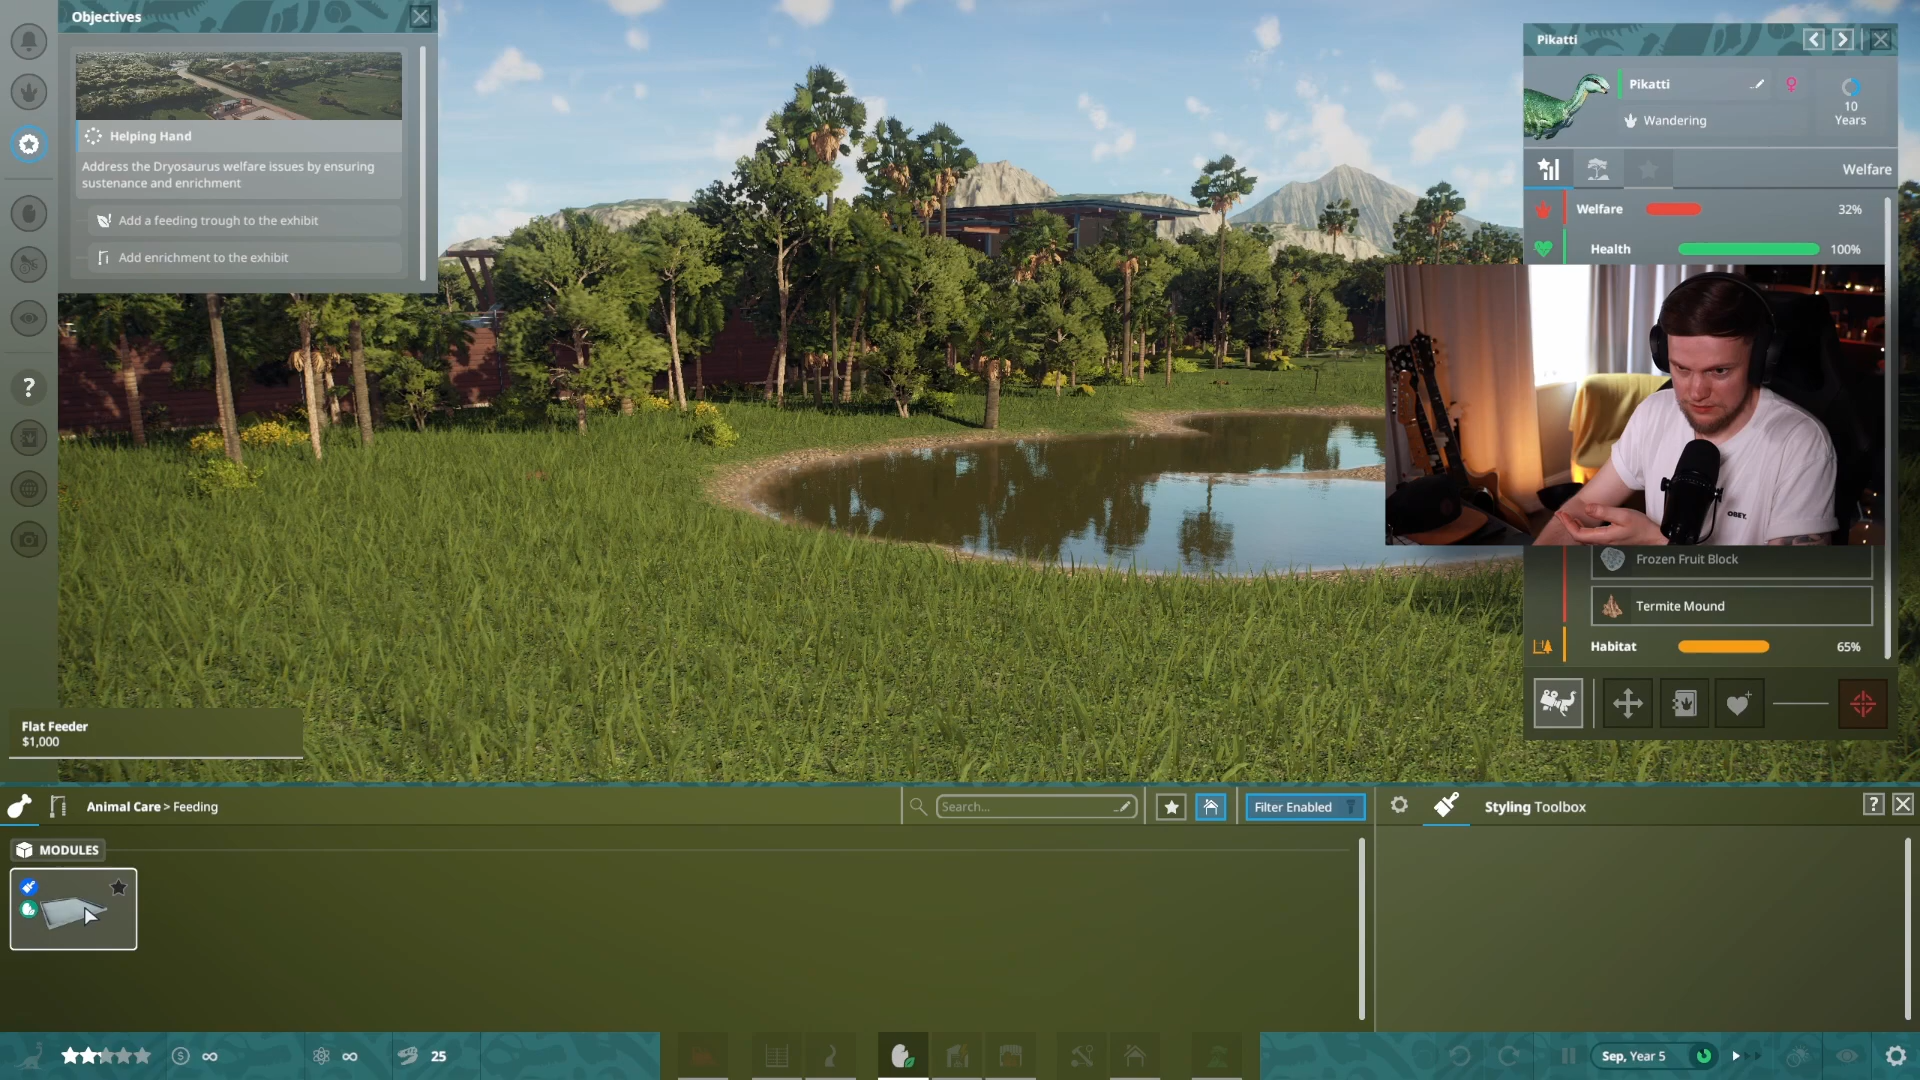 Objectives
Helping Hand
Address the Dryosaurus welfare issues by ensuring
sustenance and enrichment
Add a feeding trough to the exhibit
Add enrichment to the exhibit
Pikatti
Pikatti
Wandering
10
Years
Welfare
Welfare
32%
Health
100%
OBEY.
Frozen Fruit Block
Termite Mound
Habitat
65%
Flat Feeder
$1,000
Animal Care > Feeding
Search...
Filter Enabled
Styling Toolbox
?
MODULES
∞
∞
25
Sep, Year 5